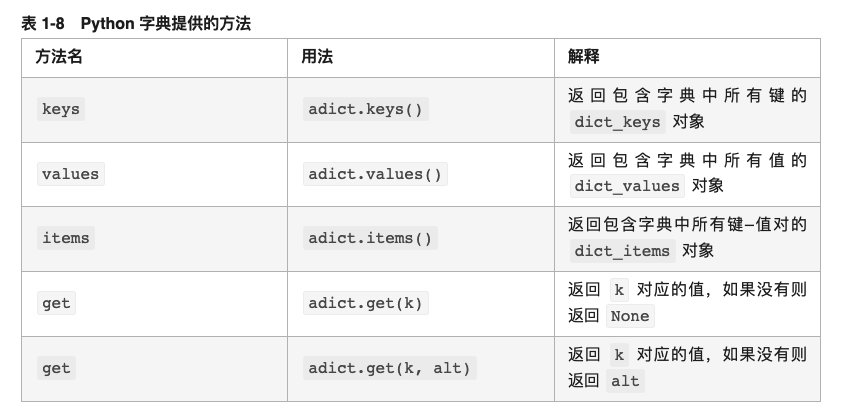 表 1-8 Python 字典提供的方法
方法名 用法 解释
keys adict.keys() 返回包含字典中所有键的
dict_keys 对象
values adict.values() 返回包含字典中所有值的
dict_values 对象
items adict.items() 返回包含字典中所有键–值对的
dict_items 对象
get adict.get(k) 返回 k 对应的值，如果没有则
返回 None
get adict.get(k, alt) 返回 k 对应的值，如果没有则
返回 alt